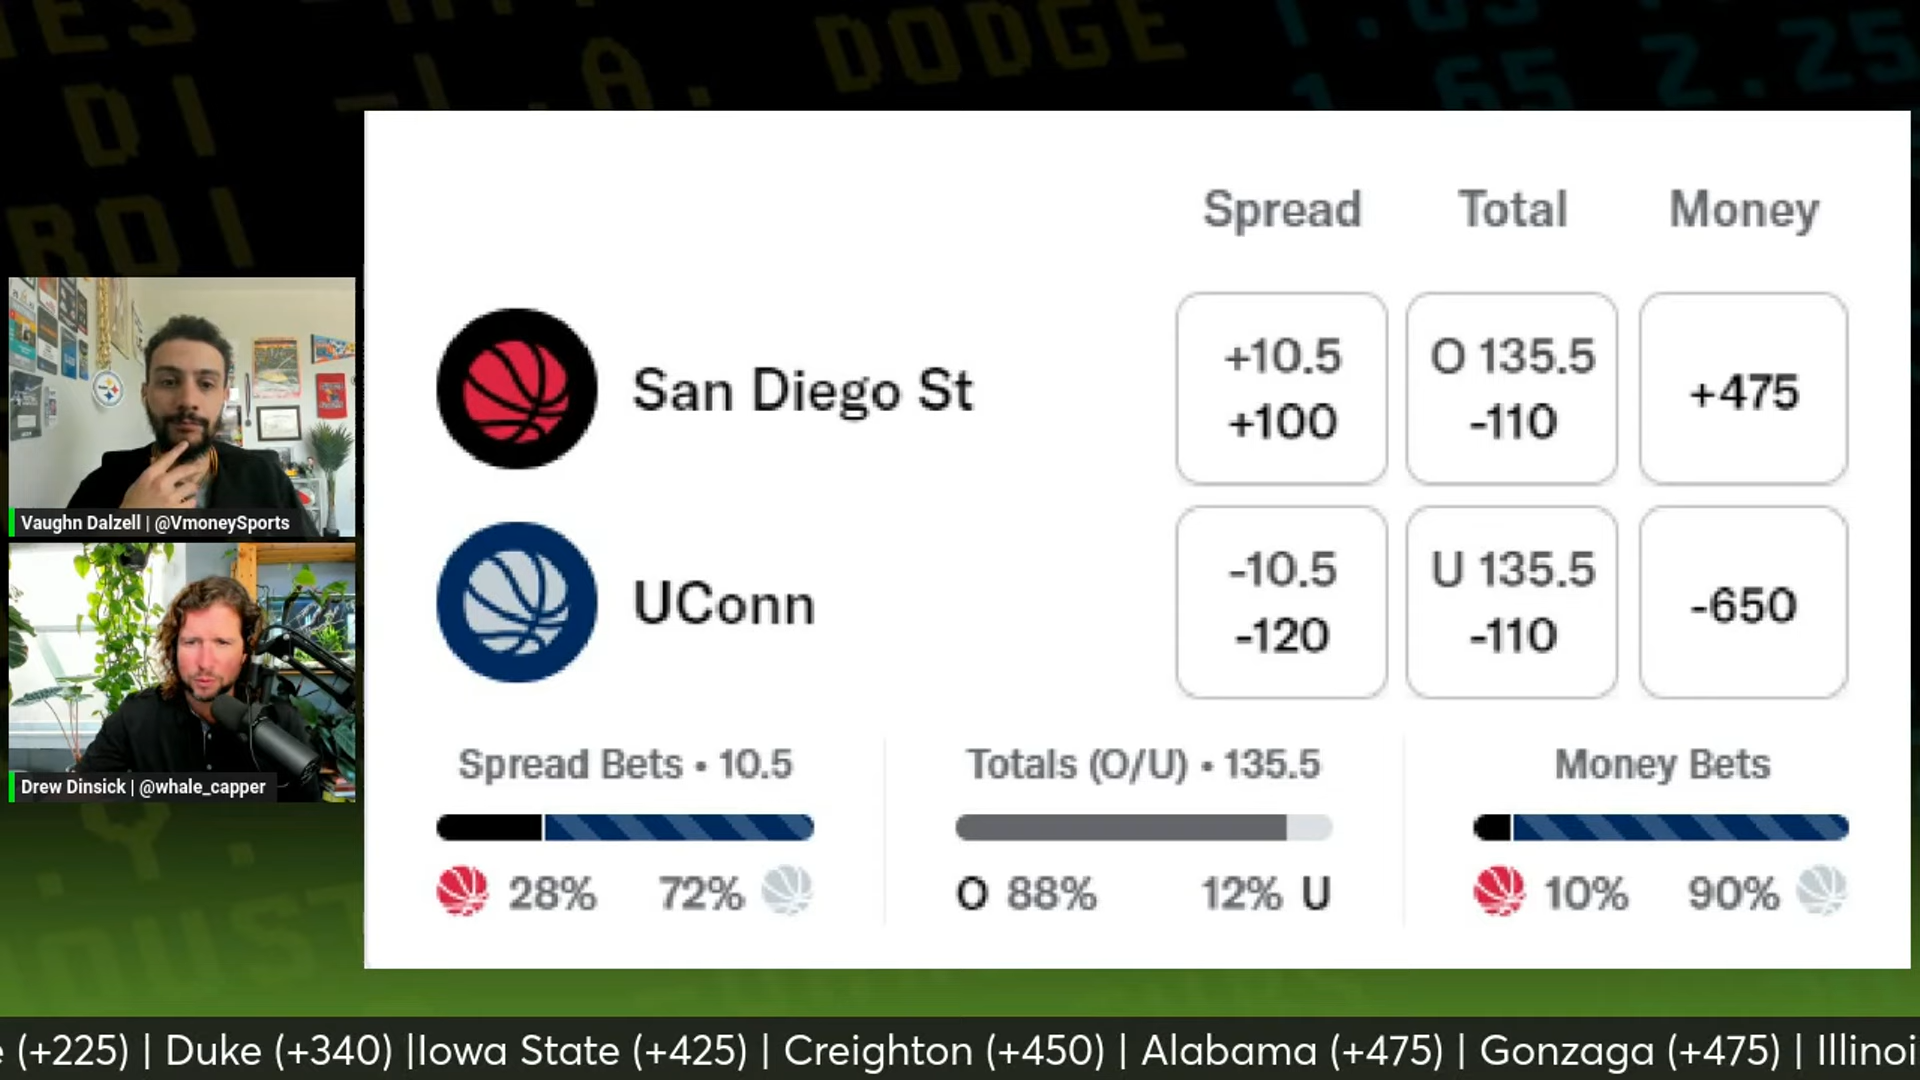 DI - L.A. DODGE
Spread Total Money
San Diego St
+10.5
+100
O 135.5
-110
+475
UConn
-10.5
-120
U 135.5
-110
-650
Spread Bets • 10.5
28% 72%
Totals (O/U) • 135.5
O 88% 12% U
Money Bets
10% 90%
Vaughn Dalzell | @VmoneySports
Drew Dinsick | @whale_capper
(+225) | Duke (+340) |Iowa State (+425) | Creighton (+450) | Alabama (+475) | Gonzaga (+475) | Illinoi